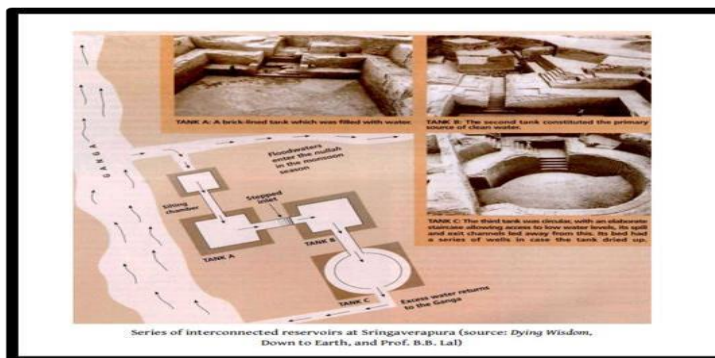 TANK A: A brick-lined tank which was filled with water.
TANK B: The second tank constituted the primary
source of clean water.
GANGA
Floodwaters
enter the nullah
in the monsoon
season
Silting
chamber
Stepped
inlet
TANK A
TANK B
TANK C: The third tank was circular, with an elaborate
staircase allowing access to low water levels, its spill
and exit channels led away from this. Its bed had
a series of wells in case the tank dried up.
TANK C
Excess water returns
to the Ganga
Series of interconnected reservoirs at Sringaverapura (source: Dying Wisdom,
Down to Earth, and Prof. B.B. Lal)